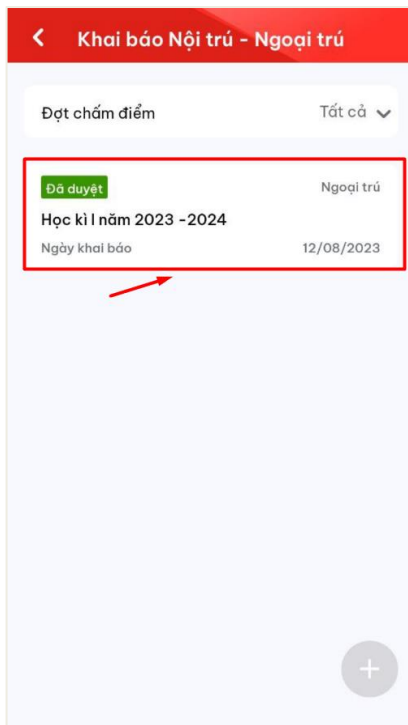 Khai báo Nội trú - Ngoại trú
Đợt chấm điểm Tất cả
Đã duyệt Ngoại trú
Học kì I năm 2023 -2024
Ngày khai báo 12/08/2023